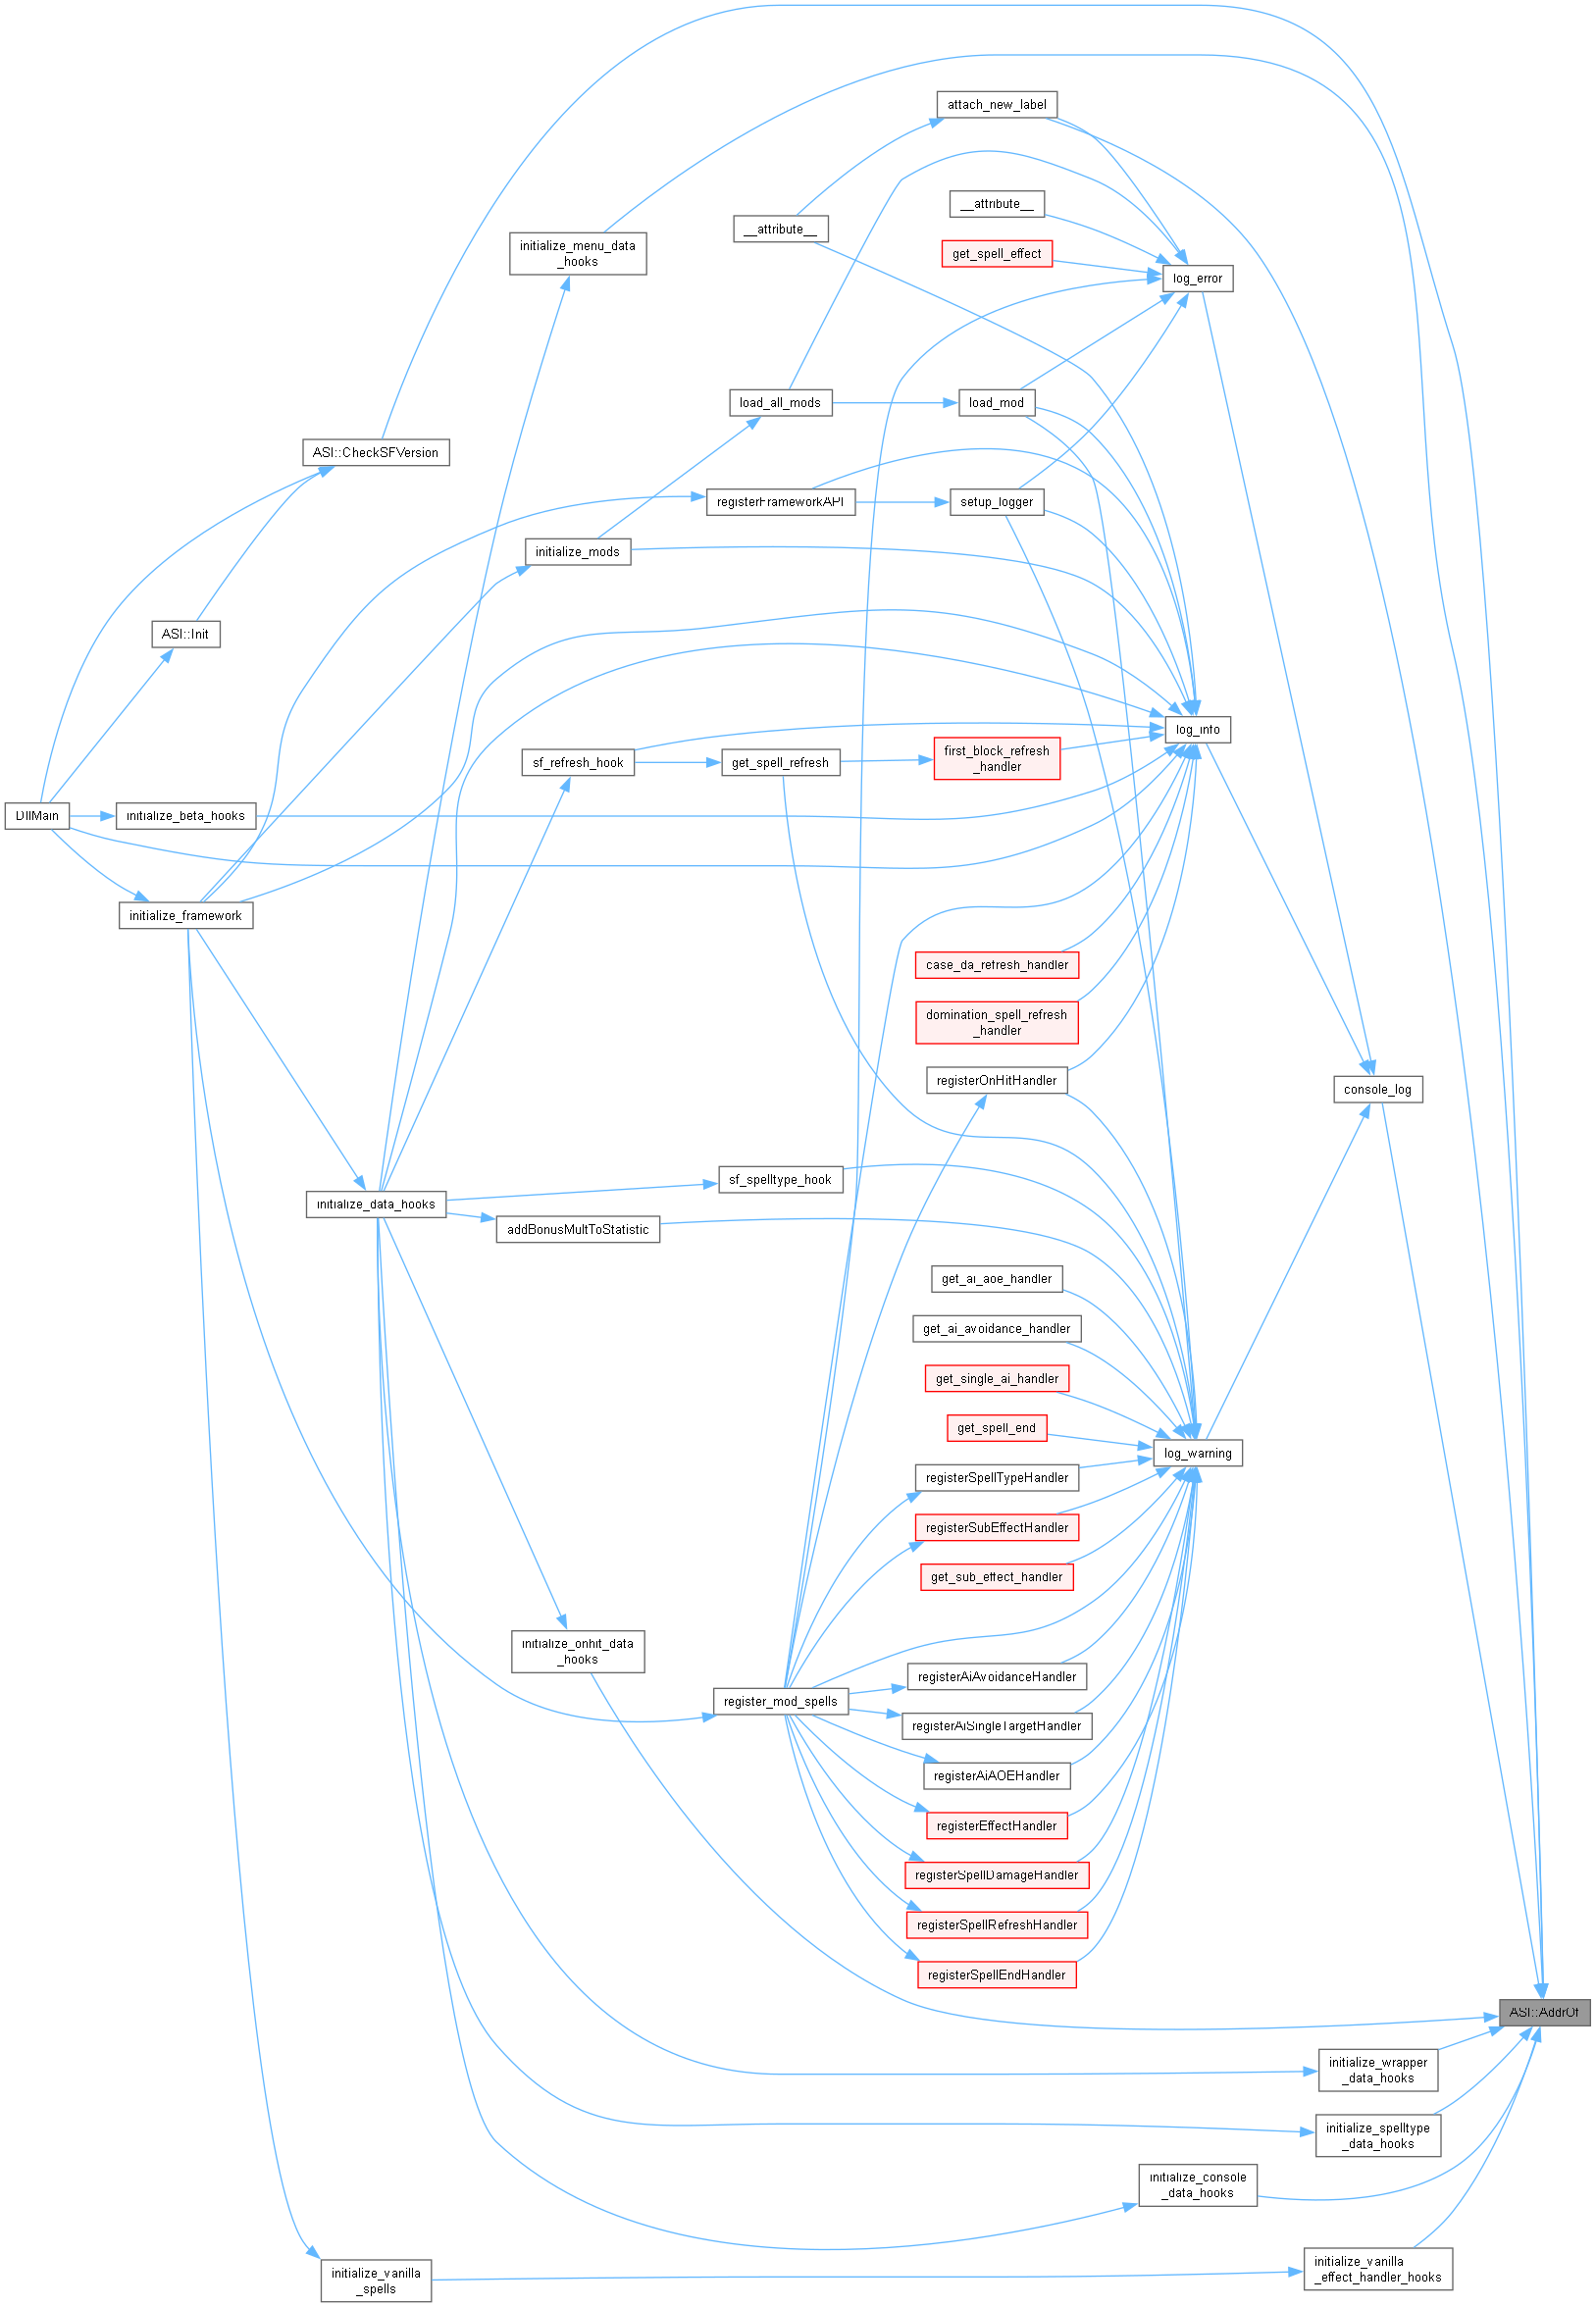 attach_new_label
__attribute__
__attribute__
initialize_menu_data
_hooks
get_spell_effect
log_error
load_all_mods
load_mod
ASI::CheckSFVersion
registerFrameworkAPI
setup_logger
initialize_mods
ASI::Init
log_info
sf_refresh_hook
get_spell_refresh
first_block_refresh
_handler
DllMain
initialize_beta_hooks
initialize_framework
case_da_refresh_handler
domination_spell_refresh
_handler
registerOnHitHandler
console_log
sf_spelltype_hook
initialize_data_hooks
addBonusMultToStatistic
get_ai_aoe_handler
get_ai_avoidance_handler
get_single_ai_handler
get_spell_end
log_warning
registerSpellTypeHandler
registerSubEffectHandler
get_sub_effect_handler
initialize_onhit_data
_hooks
registerAiAvoidanceHandler
register_mod_spells
registerAiSingleTargetHandler
registerAiAOEHandler
registerEffectHandler
registerSpellDamageHandler
registerSpellRefreshHandler
registerSpellEndHandler
ASI::AddrOf
initialize_wrapper
_data_hooks
initialize_spelltype
_data_hooks
initialize_console
_data_hooks
initialize_vanilla
_effect_handler_hooks
initialize_vanilla
_spells